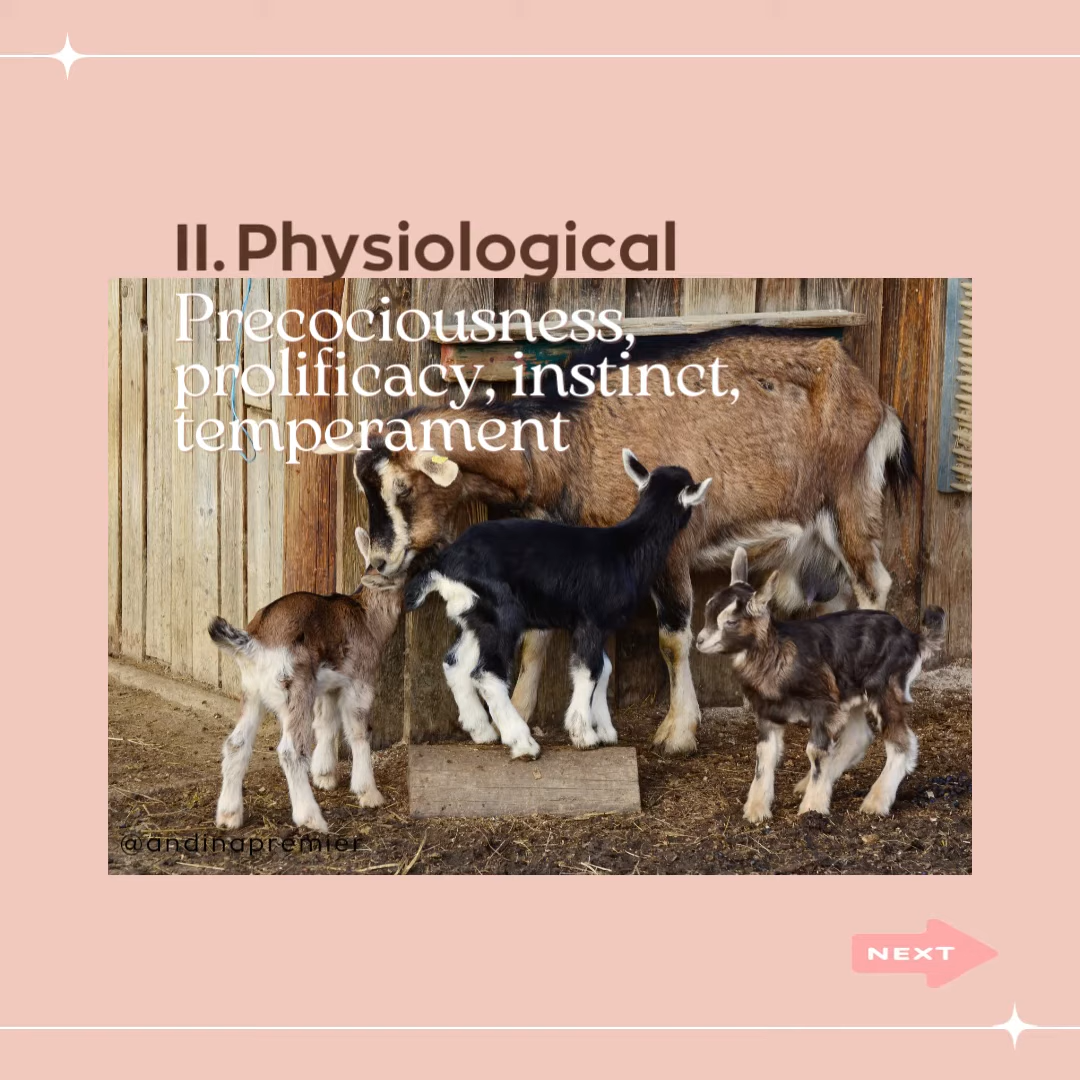 II. Physiological
Precociousness,
prolificacy, instinct,
temperament
@andinapremier
NEXT